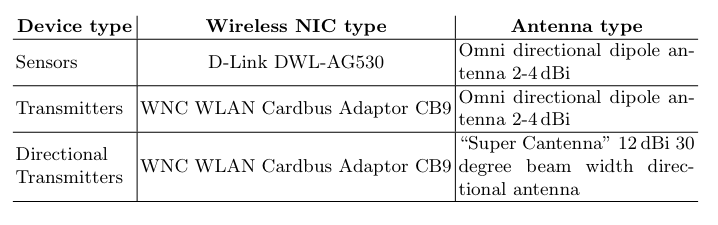 Device type Wireless NIC type Antenna type
Sensors D-Link DWL-AG530 Omni directional dipole an-
tenna 2-4 dBi
Transmitters WNC WLAN Cardbus Adaptor CB9 Omni directional dipole an-
tenna 2-4 dBi
Directional
Transmitters WNC WLAN Cardbus Adaptor CB9 “Super Cantenna” 12 dBi 30
degree beam width direc-
tional antenna